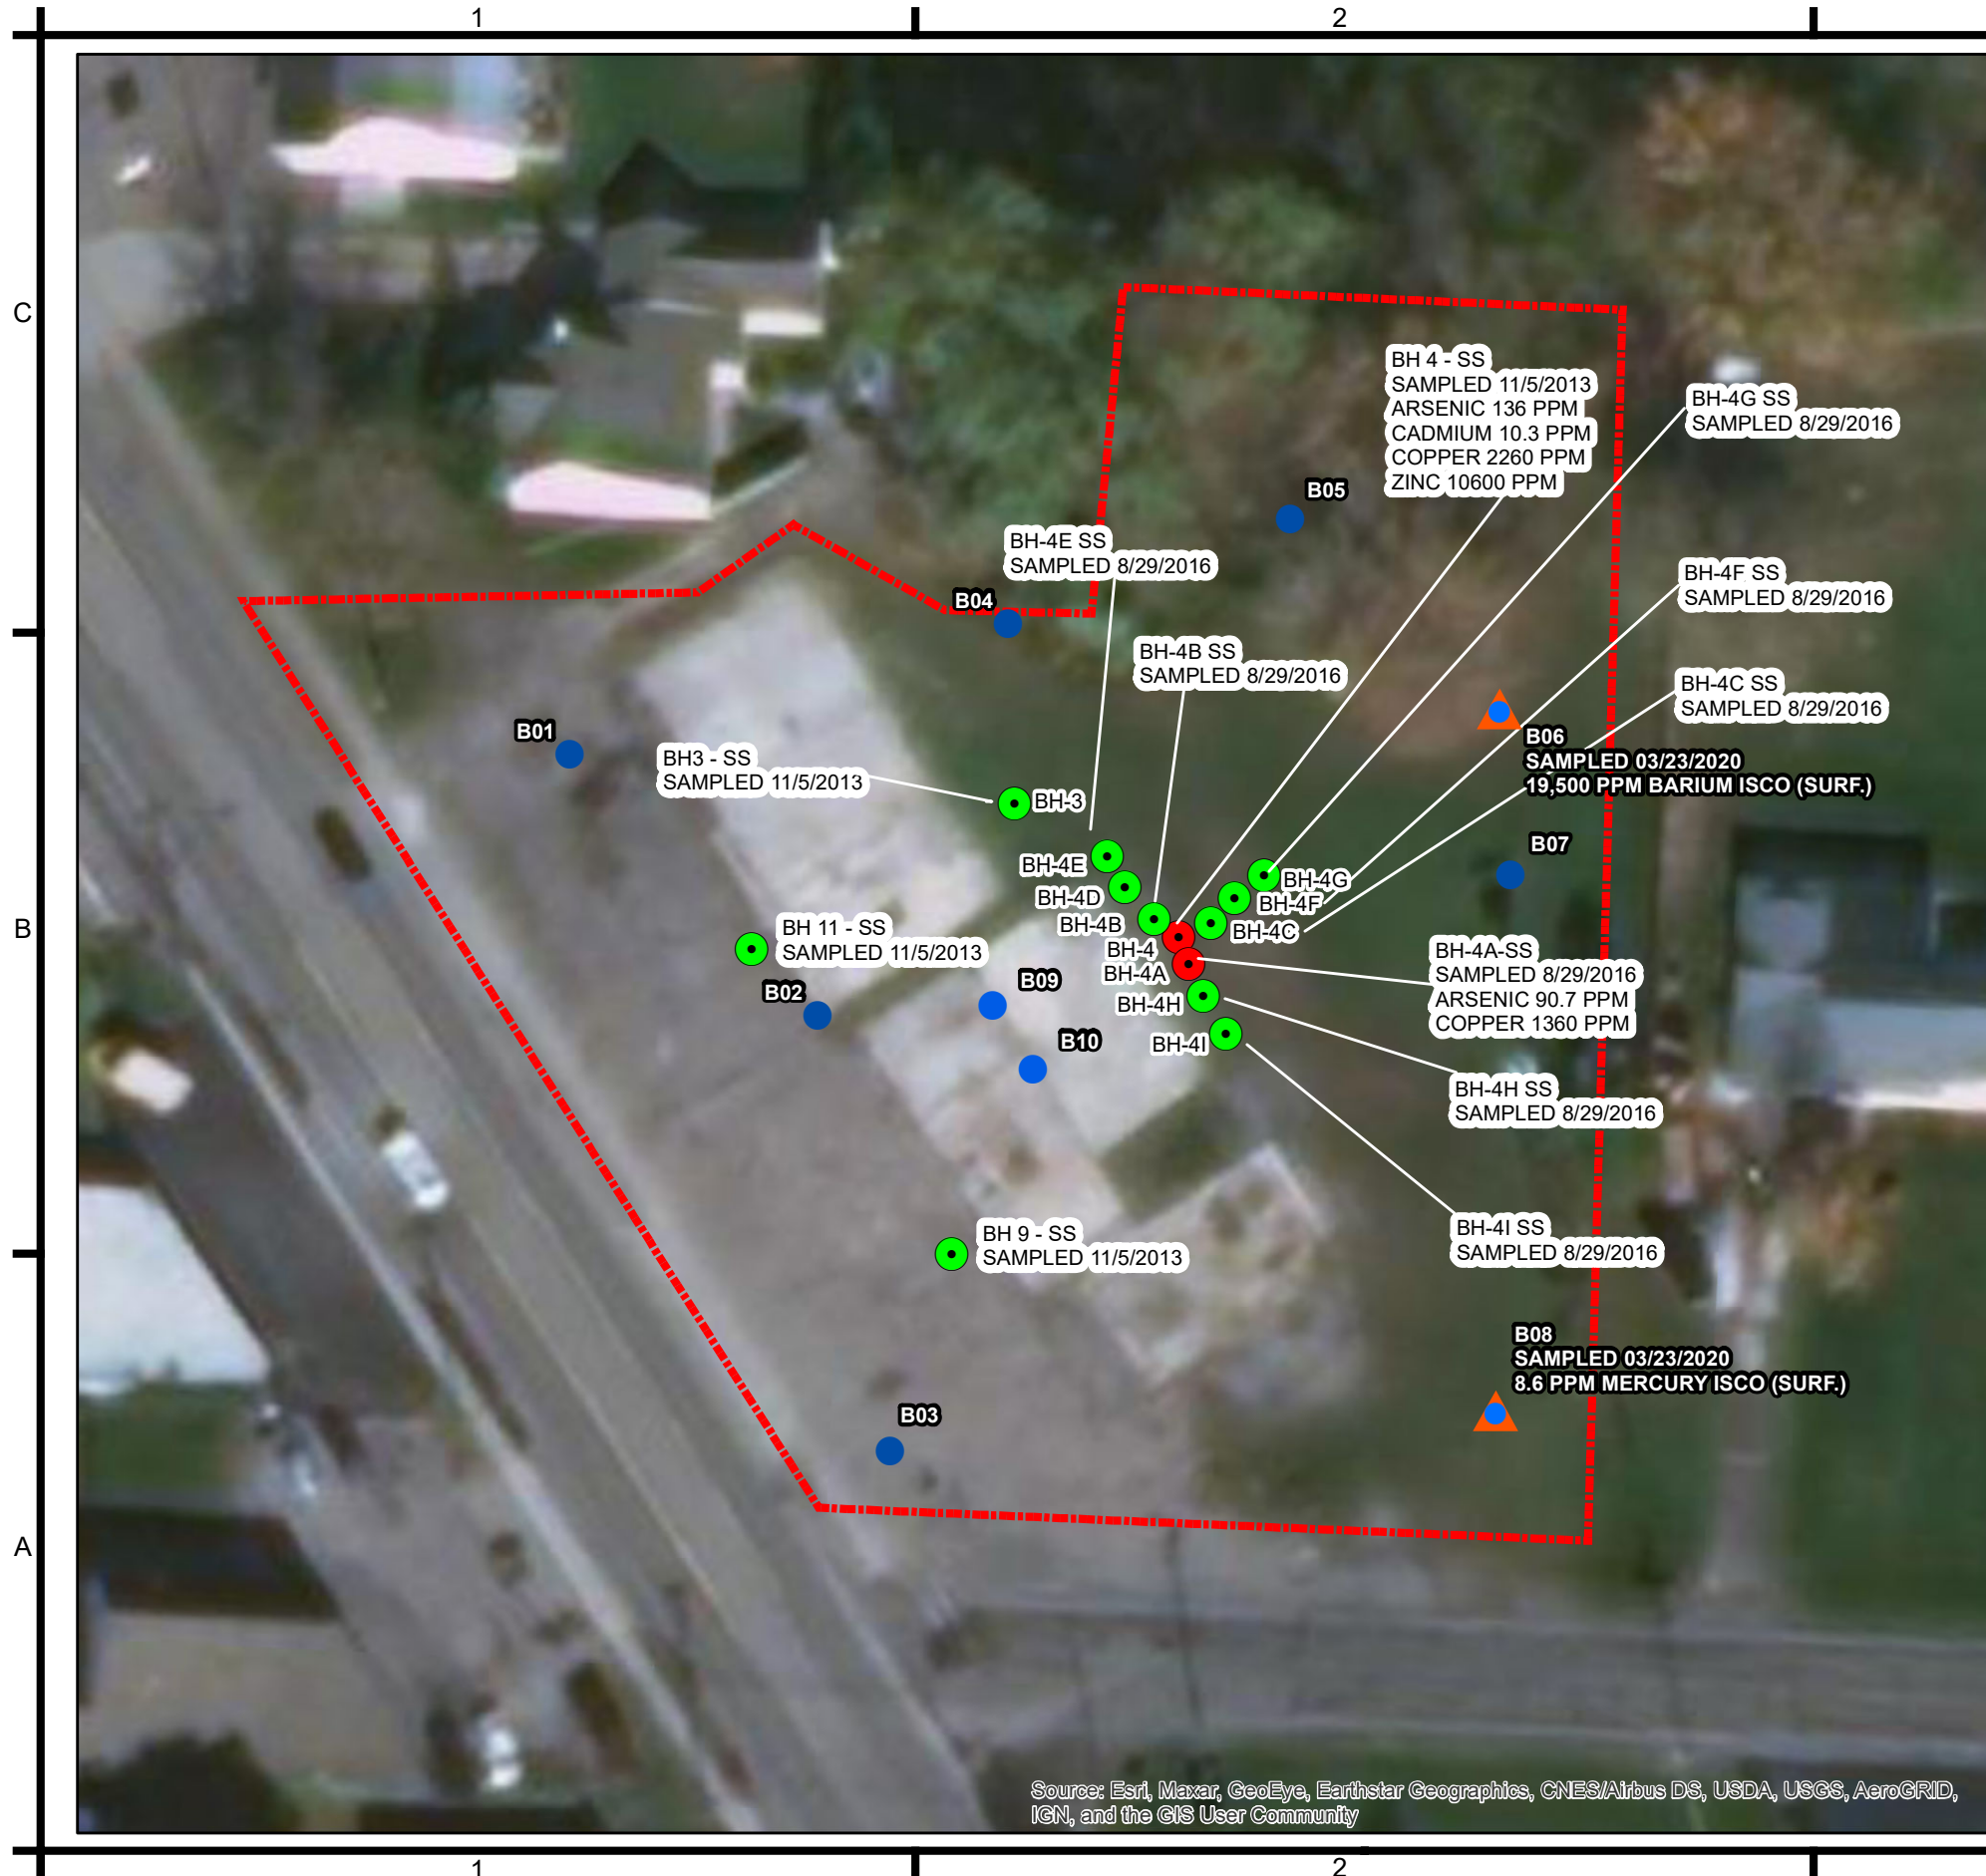 1
2
C
BH 4 - SS
SAMPLED 11/5/2013
ARSENIC 136 PPM
CADMIUM 10.3 PPM
COPPER 2260 PPM
ZINC 10600 PPM
BH-4G SS
SAMPLED 8/29/2016
B05
BH-4E SS
SAMPLED 8/29/2016
BH-4F SS
SAMPLED 8/29/2016
B04
BH-4B SS
SAMPLED 8/29/2016
BH-4C SS
SAMPLED 8/29/2016
B01
B06
SAMPLED 03/23/2020
19,500 PPM BARIUM ISCO (SURF.)
BH3 - SS
SAMPLED 11/5/2013
BH-3
B07
BH-4E
BH-4G
BH-4D
BH-4F
BH-4B
BH-4C
B
BH 11 - SS
SAMPLED 11/5/2013
BH-4
BH-4A
BH-4A-SS
SAMPLED 8/29/2016
ARSENIC 90.7 PPM
COPPER 1360 PPM
B02
B09
BH-4H
B10
BH-4I
BH-4H SS
SAMPLED 8/29/2016
BH 9 - SS
SAMPLED 11/5/2013
BH-4I SS
SAMPLED 8/29/2016
B08
SAMPLED 03/23/2020
8.6 PPM MERCURY ISCO (SURF.)
B03
A
Source: Esri, Maxar, GeoEye, Earthstar Geographics, CNES/Airbus DS, USDA, USGS, AeroGRID,
IGN, and the GIS User Community
1
2